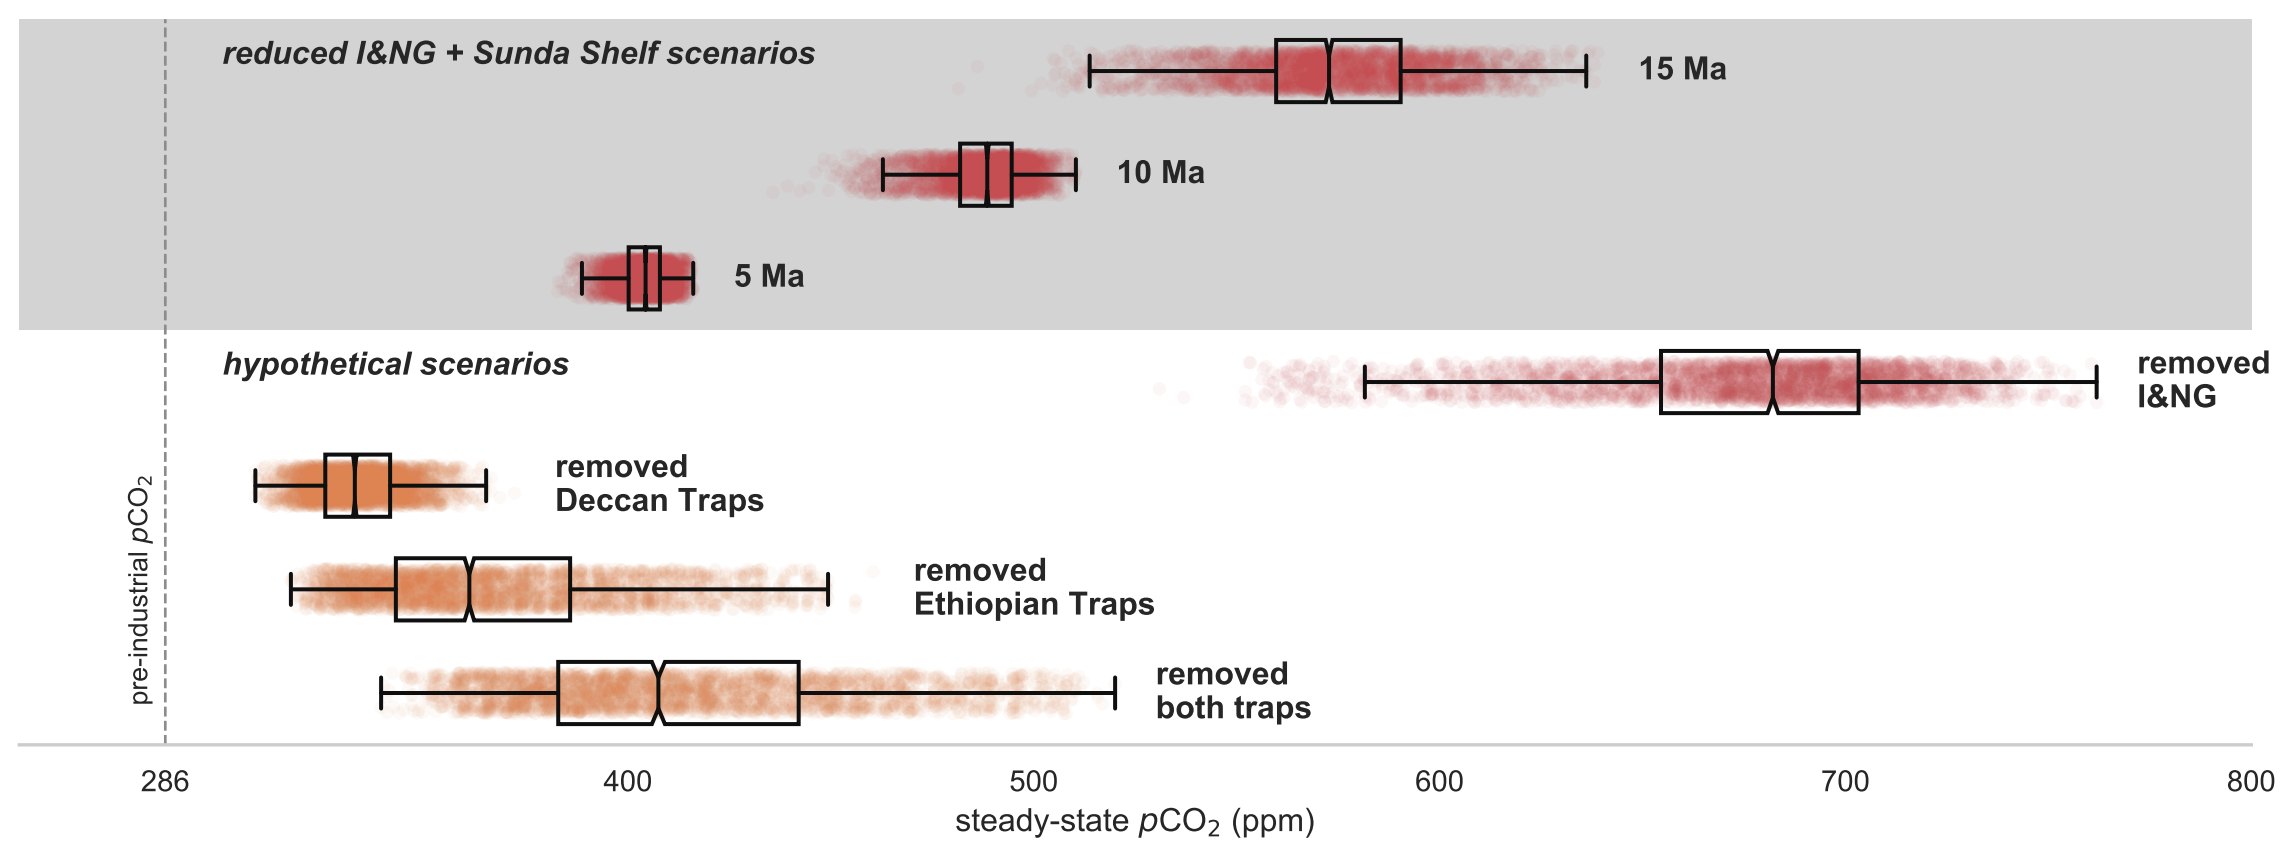 reduced I&NG + Sunda Shelf scenarios
15 Ma
10 Ma
5 Ma
hypothetical scenarios
removed
I&NG
removed
Deccan Traps
removed
Ethiopian Traps
removed
both traps
pre-industrial pCO₂
286 400 500 600 700 800
steady-state pCO₂ (ppm)